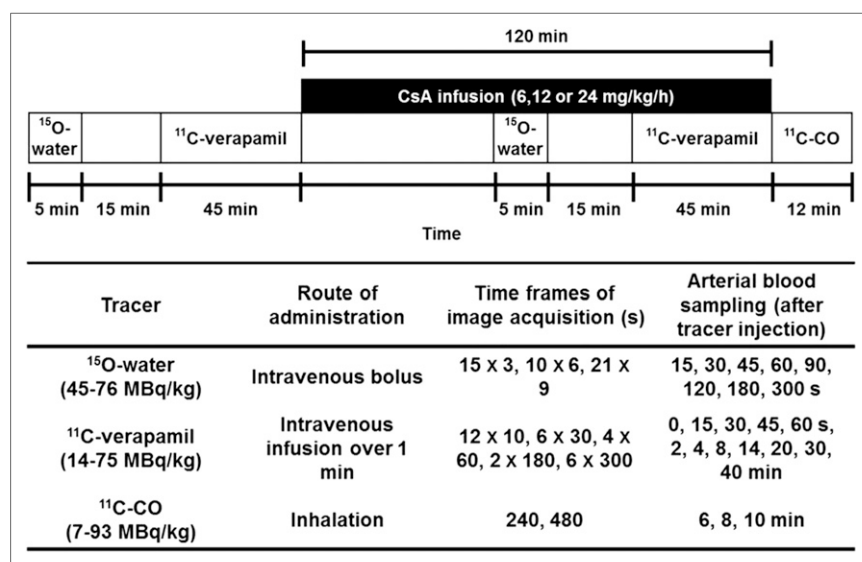 120 min
CsA infusion (6,12 or 24 mg/kg/h)
¹⁵O-
water
¹¹C-verapamil
¹⁵O-
water
¹¹C-verapamil
¹¹C-CO
5 min
15 min
45 min
5 min
15 min
45 min
12 min
Time
Tracer
Route of
administration
Time frames of
image acquisition (s)
Arterial blood
sampling (after
tracer injection)
¹⁵O-water
(45-76 MBq/kg)
Intravenous bolus
15 x 3, 10 x 6, 21 x
9
15, 30, 45, 60, 90,
120, 180, 300 s
¹¹C-verapamil
(14-75 MBq/kg)
Intravenous
infusion over 1
min
12 x 10, 6 x 30, 4 x
60, 2 x 180, 6 x 300
0, 15, 30, 45, 60 s,
2, 4, 8, 14, 20, 30,
40 min
¹¹C-CO
(7-93 MBq/kg)
Inhalation
240, 480
6, 8, 10 min